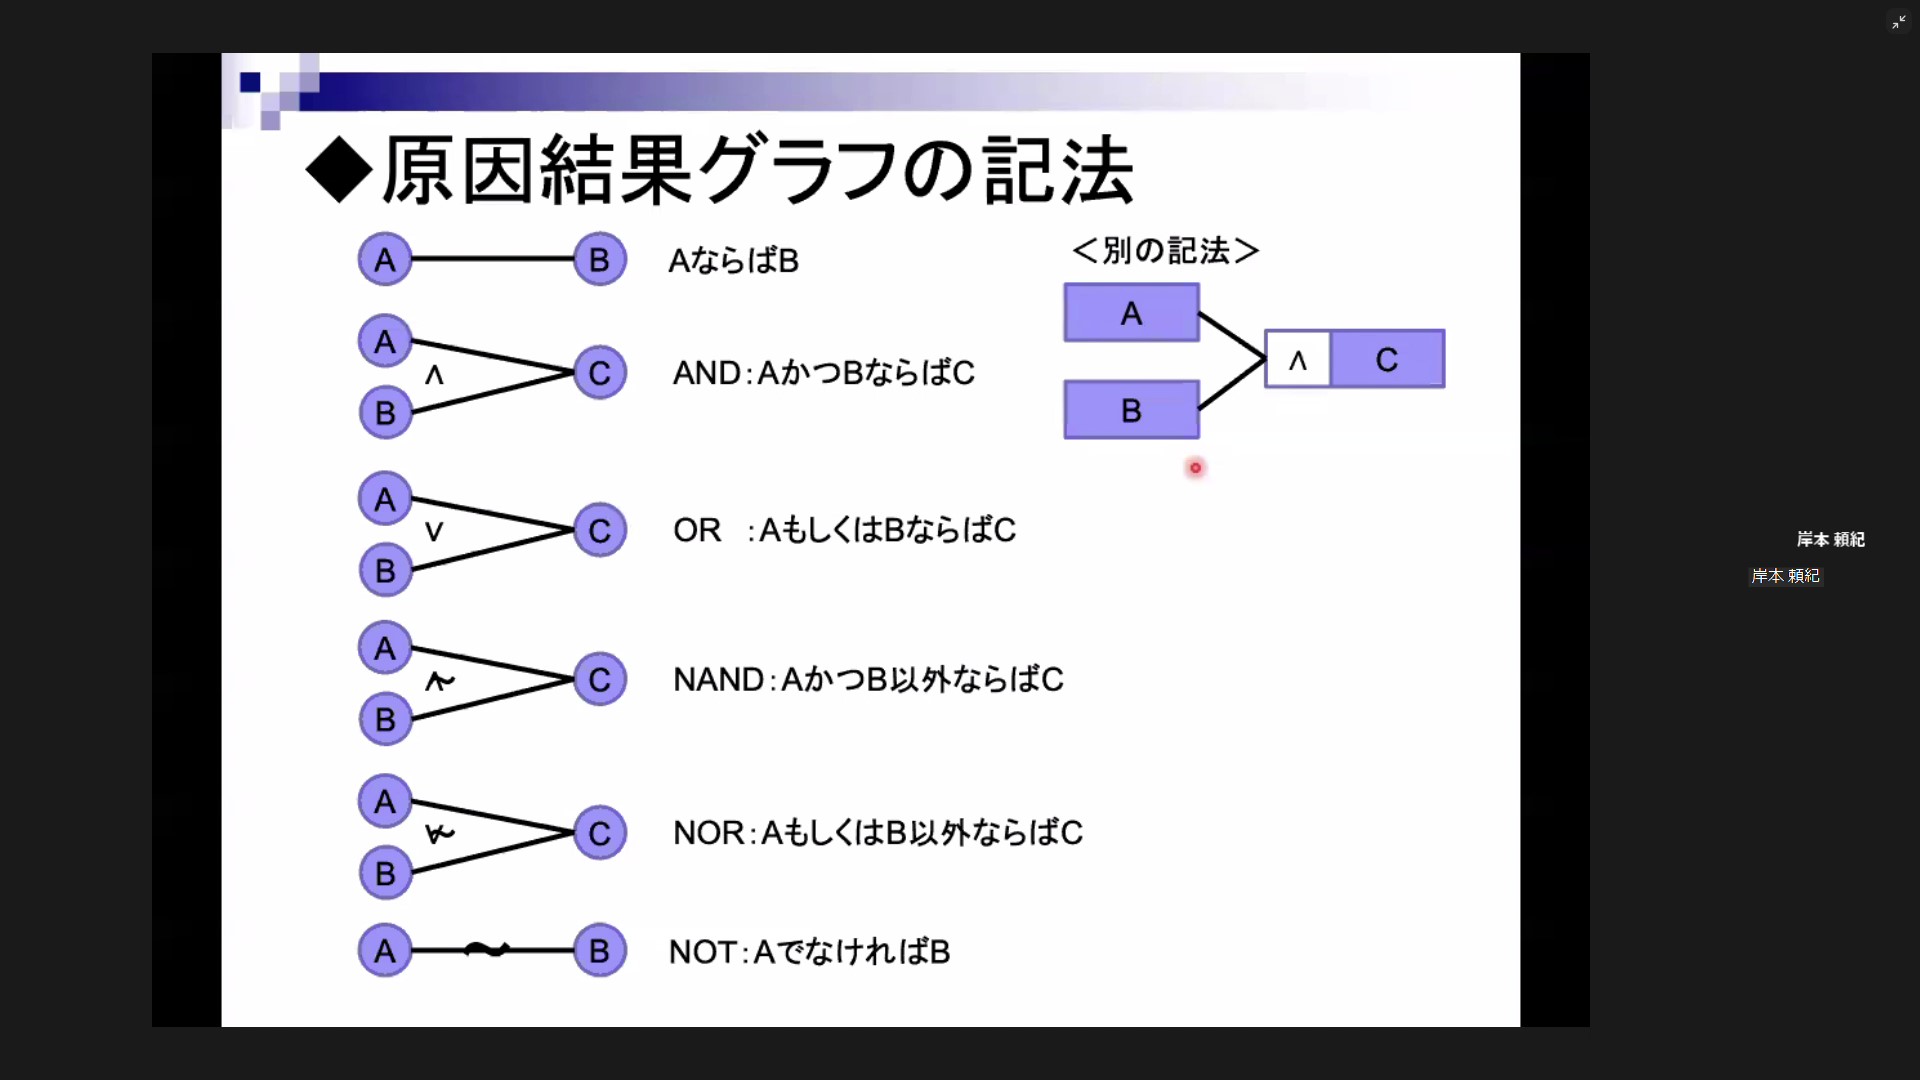 ◆原因結果グラフの記法
A B AならばB
A
∧ C AND:AかつBならばC
B
A
∨ C OR :AもしくはBならばC
B
A
C NAND:AかつB以外ならばC
B
A
C NOR:AもしくはB以外ならばC
B
A B NOT:AでなければB
<別の記法>
A
∧ C
B
岸本 頼紀
岸本 頼紀